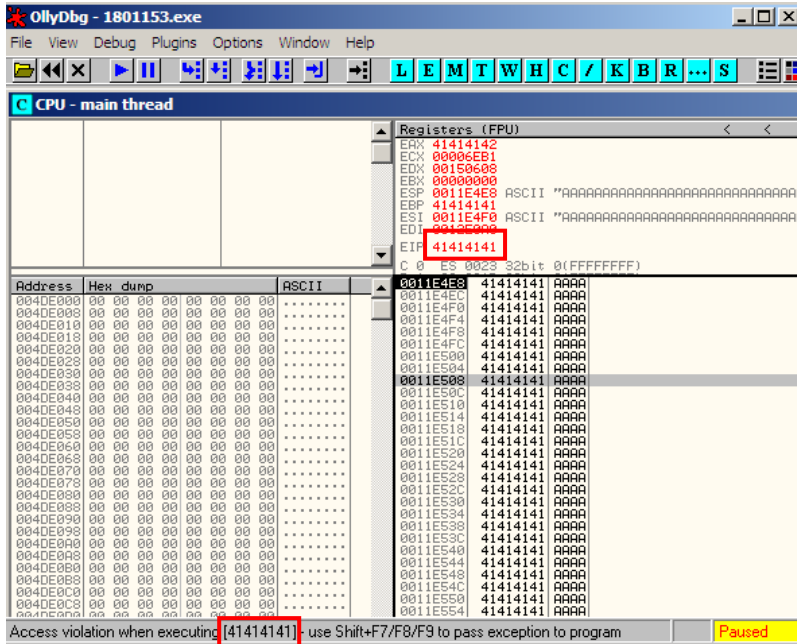 OllyDbg - 1801153.exe
File View Debug Plugins Options Window Help
L E M T W H C / K B R ... S
C CPU - main thread
Registers (FPU) < <
EAX 41414142
ECX 00006EB1
EDX 00150608
EBX 00000000
ESP 0011E4E8 ASCII "AAAAAAAAAAAAAAAAAAAAAAAAAAAAAA
EBP 41414141
ESI 0011E4F0 ASCII "AAAAAAAAAAAAAAAAAAAAAAAAAAAAAA
EDI 0012E0A0
EIP 41414141
C 0 ES 0023 32bit 0(FFFFFFFF)
Address Hex dump ASCII
004DE000 00 00 00 00 00 00 00 00 ........
004DE008 00 00 00 00 00 00 00 00 ........
004DE010 00 00 00 00 00 00 00 00 ........
004DE018 00 00 00 00 00 00 00 00 ........
004DE020 00 00 00 00 00 00 00 00 ........
004DE028 00 00 00 00 00 00 00 00 ........
004DE030 00 00 00 00 00 00 00 00 ........
004DE038 00 00 00 00 00 00 00 00 ........
004DE040 00 00 00 00 00 00 00 00 ........
004DE048 00 00 00 00 00 00 00 00 ........
004DE050 00 00 00 00 00 00 00 00 ........
004DE058 00 00 00 00 00 00 00 00 ........
004DE060 00 00 00 00 00 00 00 00 ........
004DE068 00 00 00 00 00 00 00 00 ........
004DE070 00 00 00 00 00 00 00 00 ........
004DE078 00 00 00 00 00 00 00 00 ........
004DE080 00 00 00 00 00 00 00 00 ........
004DE088 00 00 00 00 00 00 00 00 ........
004DE090 00 00 00 00 00 00 00 00 ........
004DE098 00 00 00 00 00 00 00 00 ........
004DE0A0 00 00 00 00 00 00 00 00 ........
004DE0A8 00 00 00 00 00 00 00 00 ........
004DE0B0 00 00 00 00 00 00 00 00 ........
004DE0B8 00 00 00 00 00 00 00 00 ........
004DE0C0 00 00 00 00 00 00 00 00 ........
004DE0C8 00 00 00 00 00 00 00 00 ........
0011E4E8 41414141 AAAA
0011E4EC 41414141 AAAA
0011E4F0 41414141 AAAA
0011E4F4 41414141 AAAA
0011E4F8 41414141 AAAA
0011E4FC 41414141 AAAA
0011E500 41414141 AAAA
0011E504 41414141 AAAA
0011E508 41414141 AAAA
0011E50C 41414141 AAAA
0011E510 41414141 AAAA
0011E514 41414141 AAAA
0011E518 41414141 AAAA
0011E51C 41414141 AAAA
0011E520 41414141 AAAA
0011E524 41414141 AAAA
0011E528 41414141 AAAA
0011E52C 41414141 AAAA
0011E530 41414141 AAAA
0011E534 41414141 AAAA
0011E538 41414141 AAAA
0011E53C 41414141 AAAA
0011E540 41414141 AAAA
0011E544 41414141 AAAA
0011E548 41414141 AAAA
0011E54C 41414141 AAAA
0011E550 41414141 AAAA
0011E554 41414141 AAAA
Access violation when executing [41414141] - use Shift+F7/F8/F9 to pass exception to program
Paused